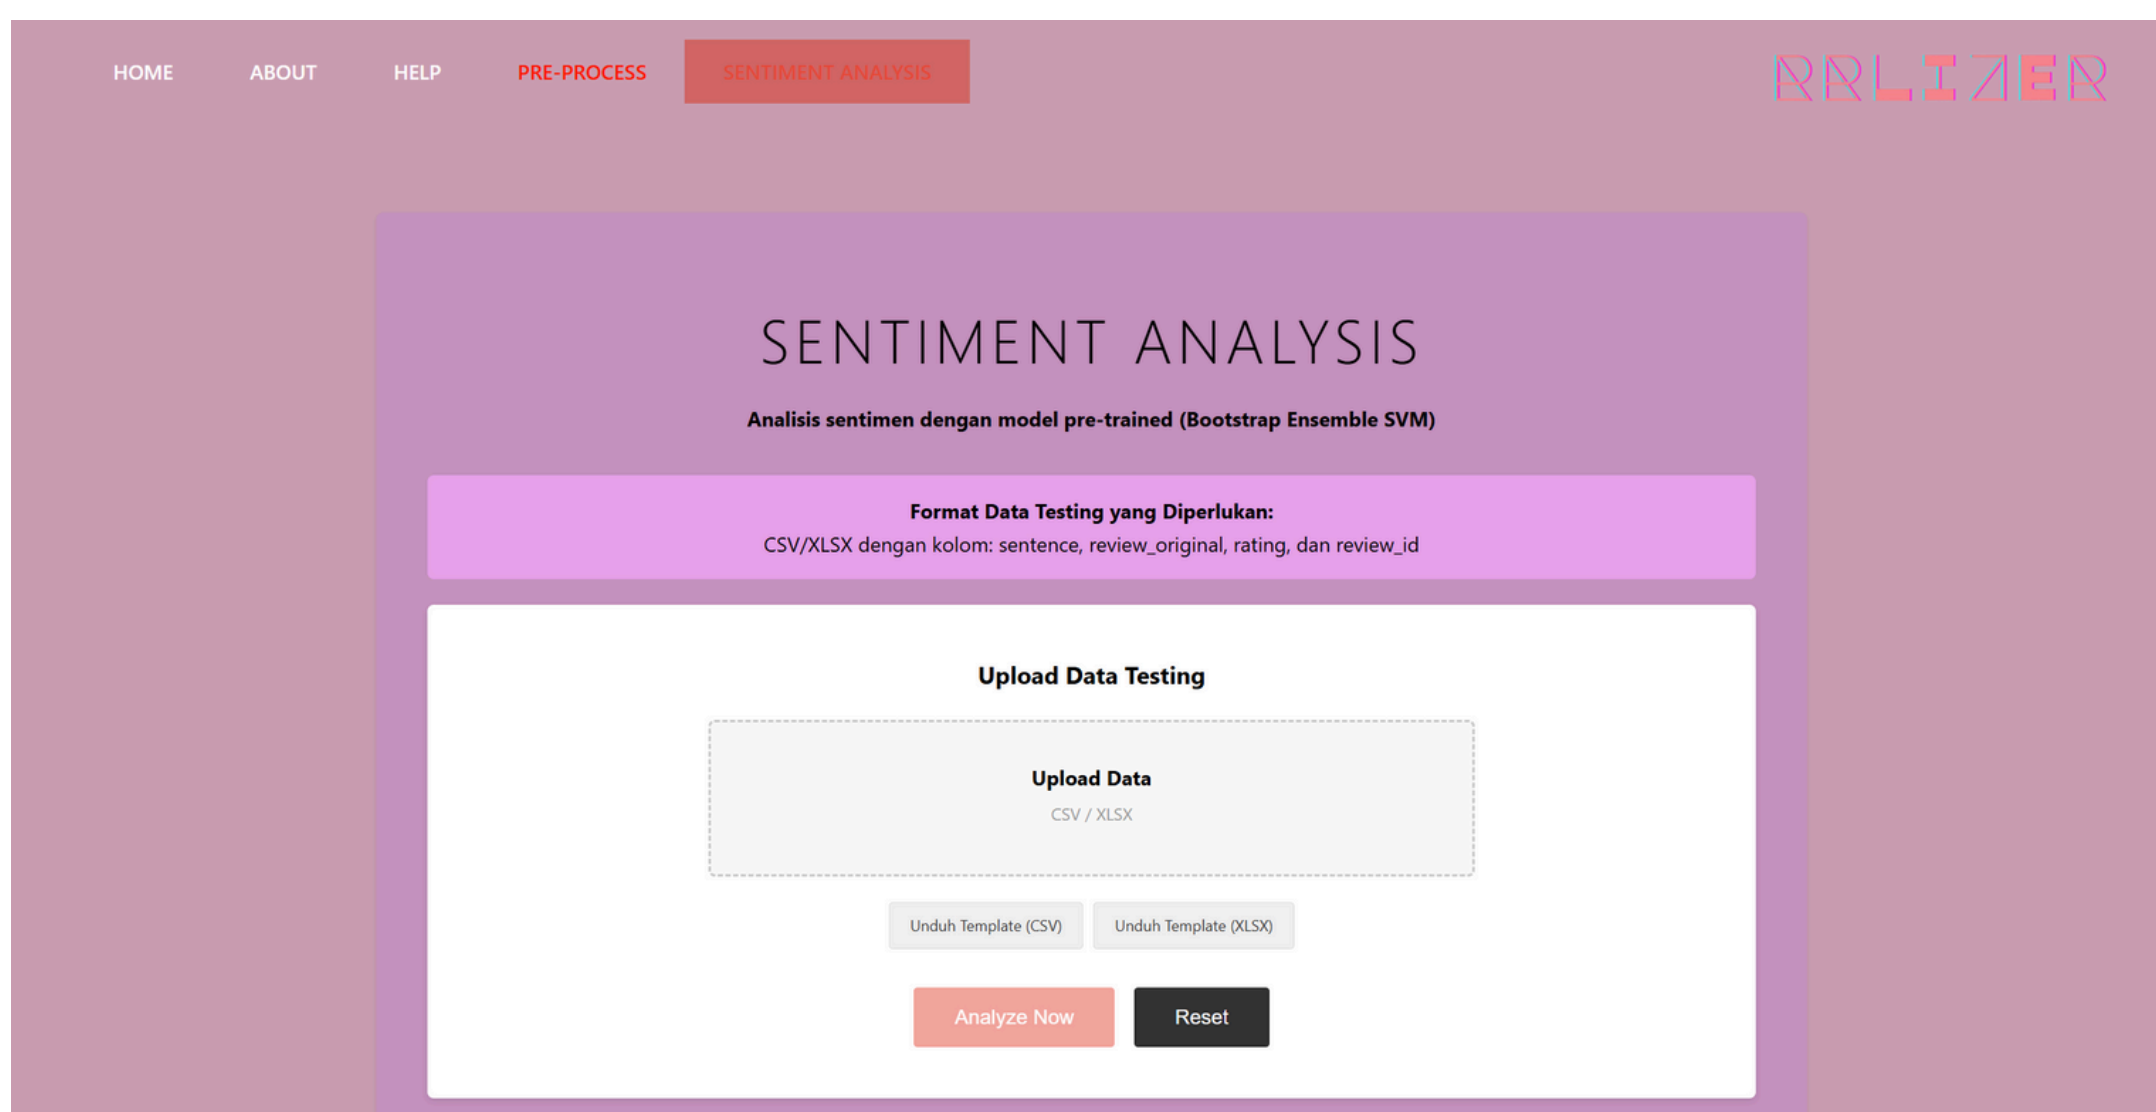 HOME ABOUT HELP PRE-PROCESS SENTIMENT ANALYSIS
RRLIZER
SENTIMENT ANALYSIS
Analisis sentimen dengan model pre-trained (Bootstrap Ensemble SVM)
Format Data Testing yang Diperlukan:
CSV/XLSX dengan kolom: sentence, review_original, rating, dan review_id
Upload Data Testing
Upload Data
CSV / XLSX
Unduh Template (CSV) Unduh Template (XLSX)
Analyze Now Reset